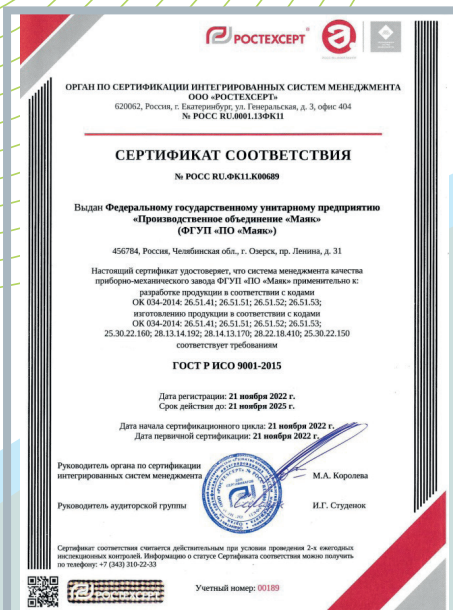 РОСТЕХСЕРТ
ОРГАН ПО СЕРТИФИКАЦИИ ИНТЕГРИРОВАННЫХ СИСТЕМ МЕНЕДЖМЕНТА
ООО «РОСТЕХСЕРТ»
620062, Россия, г. Екатеринбург, ул. Генеральская, д. 3, офис 404
№ РОСС RU.0001.13ФК11
СЕРТИФИКАТ СООТВЕТСТВИЯ
№ РОСС RU.ФК11.К00689
Выдан Федеральному государственному унитарному предприятию
«Производственное объединение «Маяк»
(ФГУП «ПО «Маяк»)
456784, Россия, Челябинская обл., г. Озерск, пр. Ленина, д. 31
Настоящий сертификат удостоверяет, что система менеджмента качества
приборно-механического завода ФГУП «ПО «Маяк» применительно к:
разработке продукции в соответствии с кодами
ОК 034-2014: 26.51.41; 26.51.51; 26.51.52; 26.51.53;
изготовлению продукции в соответствии с кодами
ОК 034-2014: 26.51.41; 26.51.51; 26.51.52; 26.51.53;
25.30.22.160; 28.13.14.192; 28.14.13.170; 28.22.18.410; 25.30.22.150
соответствует требованиям
ГОСТ Р ИСО 9001-2015
Дата регистрации: 21 ноября 2022 г.
Срок действия до: 21 ноября 2025 г.
Дата начала сертификационного цикла: 21 ноября 2022 г.
Дата первичной сертификации: 21 ноября 2022 г.
Руководитель органа по сертификации
интегрированных систем менеджмента
М.А. Королева
Руководитель аудиторской группы
И.Г. Студенок
Сертификат соответствия считается действительным при условии проведения 2-х ежегодных
инспекционных контролей. Информацию о статусе Сертификата соответствия можно получить
по телефону: +7 (343) 310-22-33
РОСТЕХСЕРТ
Учетный номер: 00189